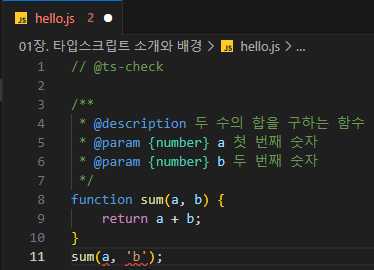 JS hello.js 2
01장. 타입스크립트 소개와 배경 > JS hello.js > ...
1 // @ts-check
2
3 /**
4 * @description 두 수의 합을 구하는 함수
5 * @param {number} a 첫 번째 숫자
6 * @param {number} b 두 번째 숫자
7 */
8 function sum(a, b) {
9 return a + b;
10 }
11 sum(a, 'b');